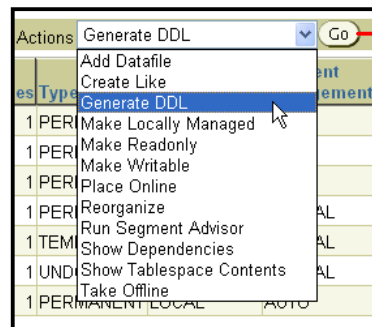 Actions Generate DDL Go
Add Datafile
Create Like
Generate DDL
Make Locally Managed
Make Readonly
Make Writable
Place Online
Reorganize
Run Segment Advisor
Show Dependencies
Show Tablespace Contents
Take Offline
es Type ent
gement
1 PER
1 PER
1 PER
1 PER AL
1 TEM AL
1 UND AL
1 PERMANENT LOCAL AUTO